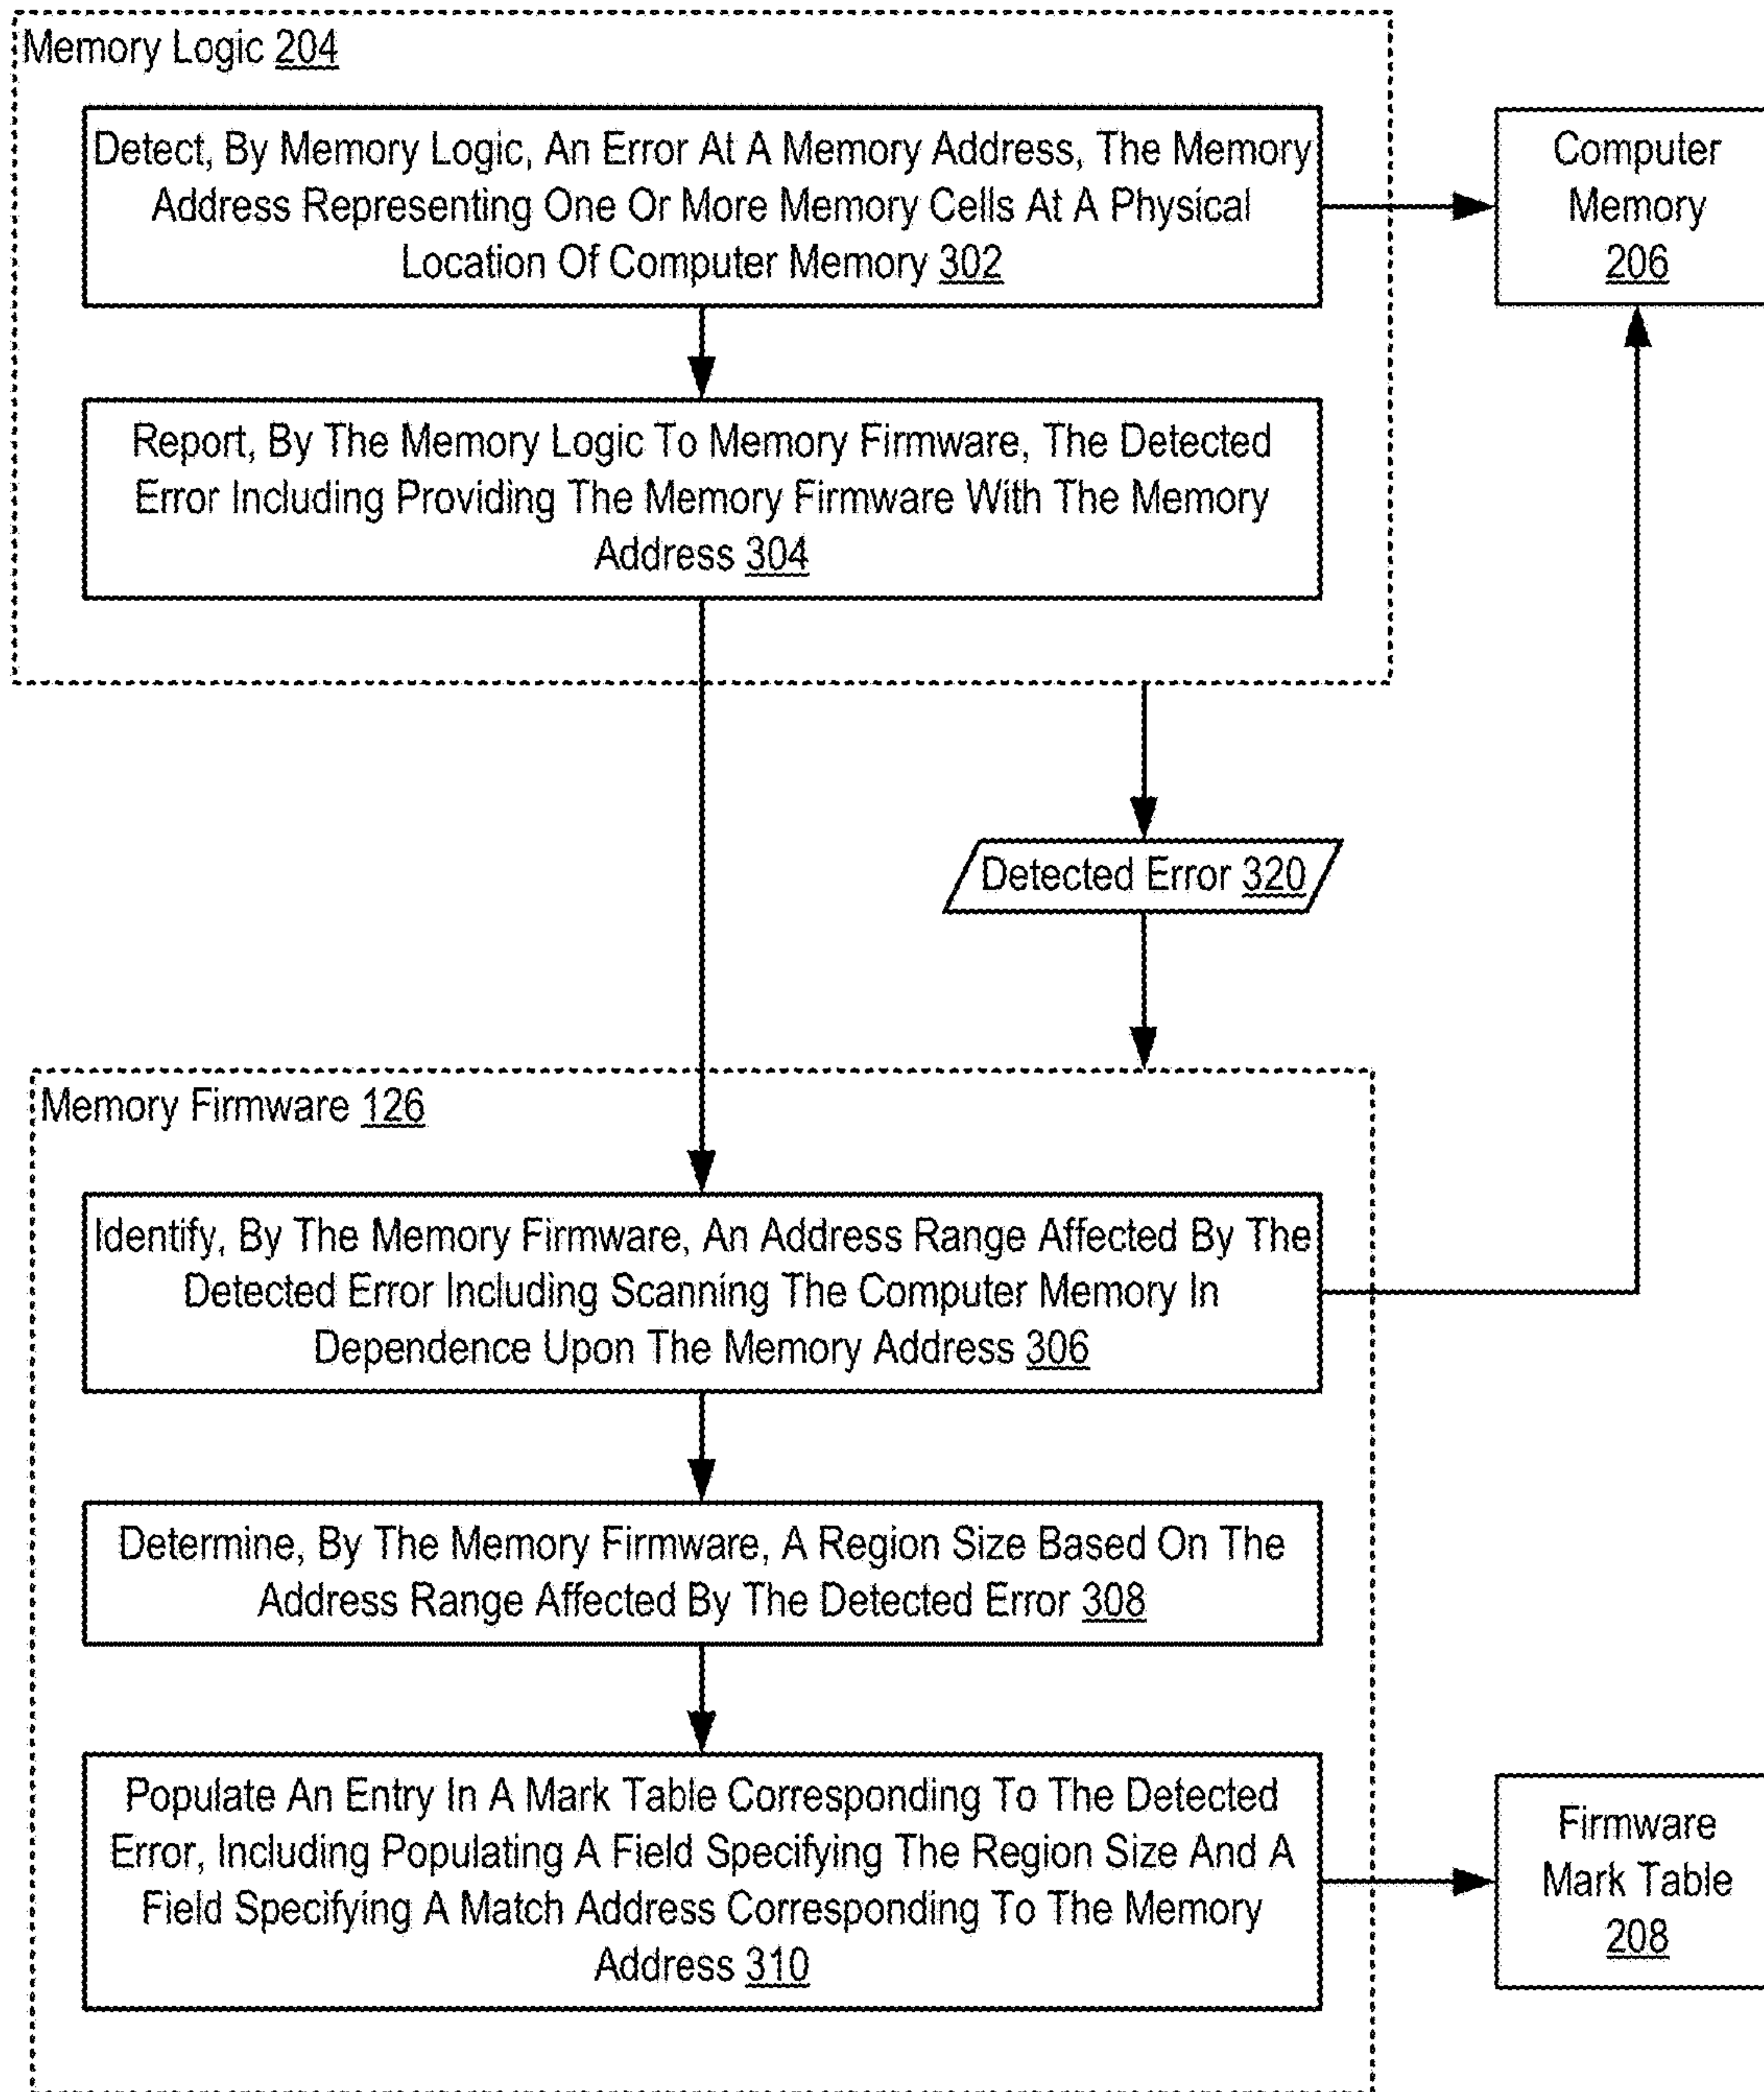 Memory Logic 204
Detect, By Memory Logic, An Error At A Memory Address, The Memory
Address Representing One Or More Memory Cells At A Physical
Location Of Computer Memory 302
Computer
Memory
206
Report, By The Memory Logic To Memory Firmware, The Detected
Error Including Providing The Memory Firmware With The Memory
Address 304
Detected Error 320
Memory Firmware 126
Identify, By The Memory Firmware, An Address Range Affected By The
Detected Error Including Scanning The Computer Memory In
Dependence Upon The Memory Address 306
Determine, By The Memory Firmware, A Region Size Based On The
Address Range Affected By The Detected Error 308
Populate An Entry In A Mark Table Corresponding To The Detected
Error, Including Populating A Field Specifying The Region Size And A
Field Specifying A Match Address Corresponding To The Memory
Address 310
Firmware
Mark Table
208